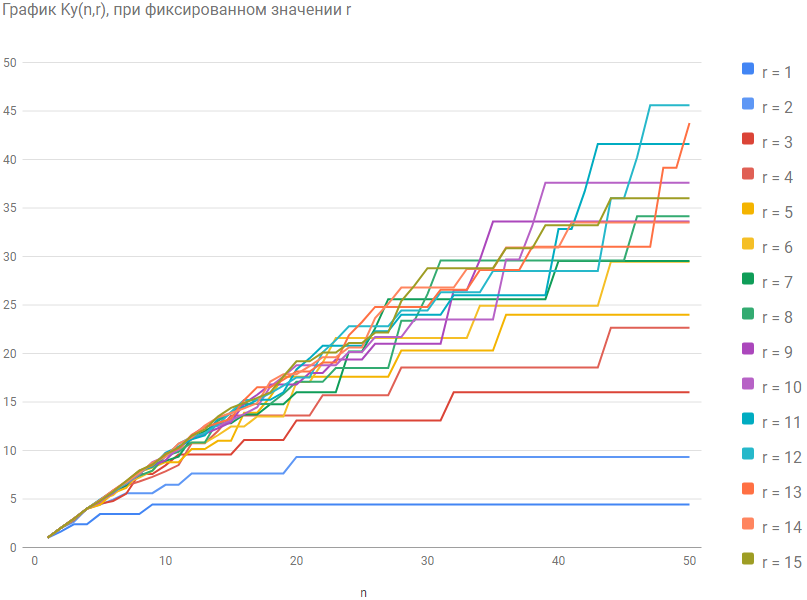 График Ку(n,r), при фиксированном значении r
50
45
40
35
30
25
20
15
10
5
0
0 10 20 30 40 50
n
r = 1
r = 2
r = 3
r = 4
r = 5
r = 6
r = 7
r = 8
r = 9
r = 10
r = 11
r = 12
r = 13
r = 14
r = 15